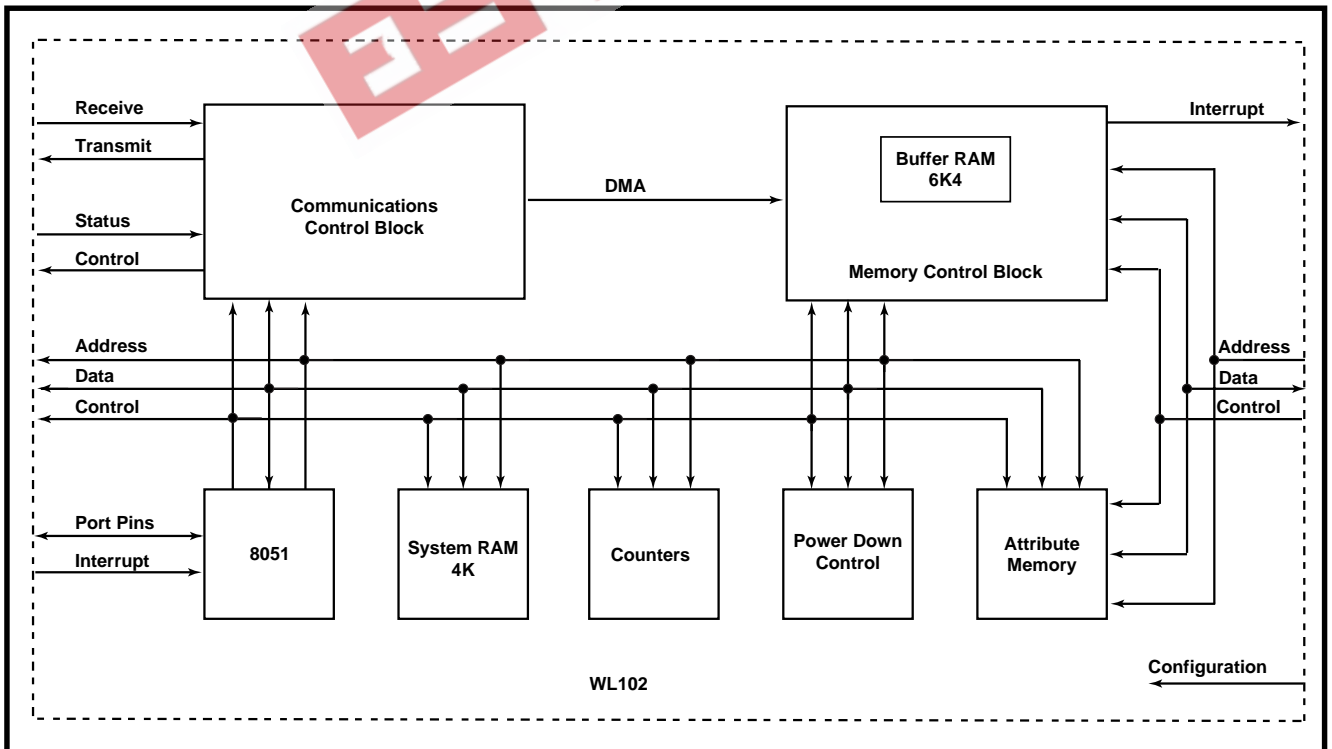 Receive
Transmit
Status
Control
Communications
Control Block
DMA
Buffer RAM
6K4
Memory Control Block
Interrupt
Address
Data
Control
Address
Data
Control
Port Pins
Interrupt
8051
System RAM
4K
Counters
Power Down
Control
Attribute
Memory
Configuration
WL102